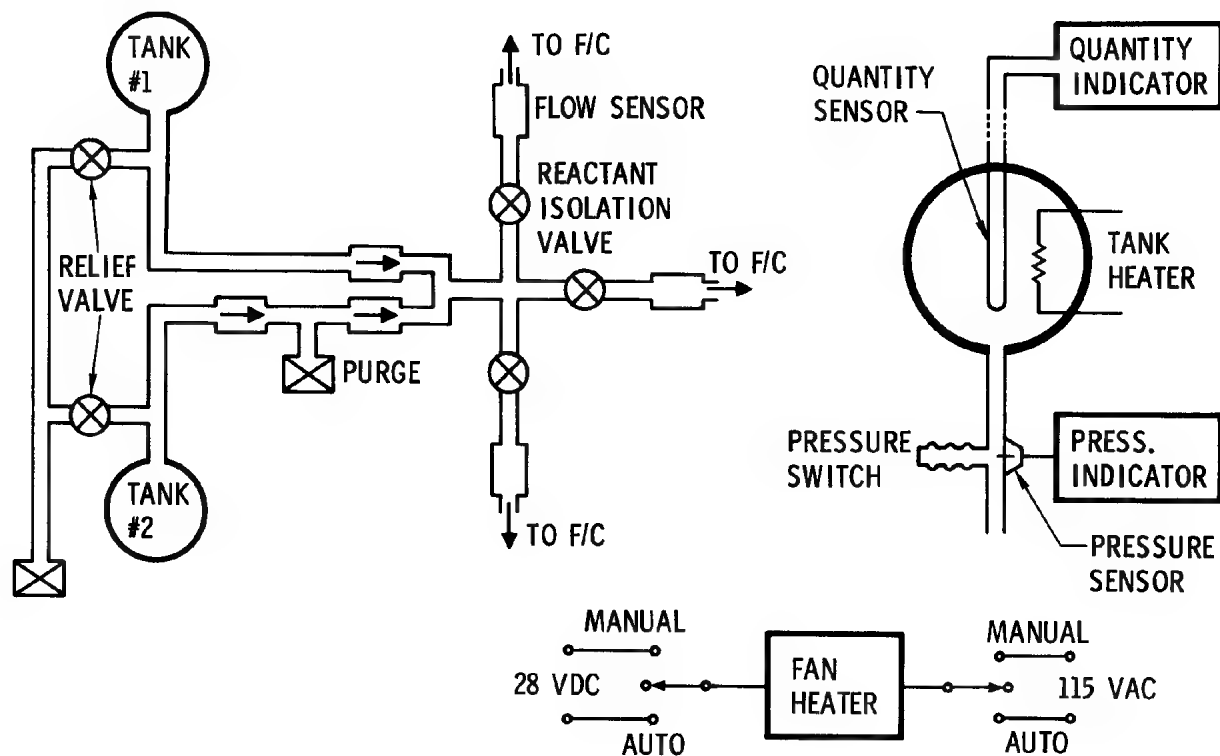 TANK
#1
TO F/C
FLOW SENSOR
REACTANT
ISOLATION
VALVE
TO F/C
RELIEF
VALVE
PURGE
TANK
#2
TO F/C
QUANTITY
SENSOR
QUANTITY
INDICATOR
TANK
HEATER
PRESSURE
SWITCH
PRESS.
INDICATOR
PRESSURE
SENSOR
MANUAL
28 VDC
AUTO
FAN
HEATER
MANUAL
115 VAC
AUTO